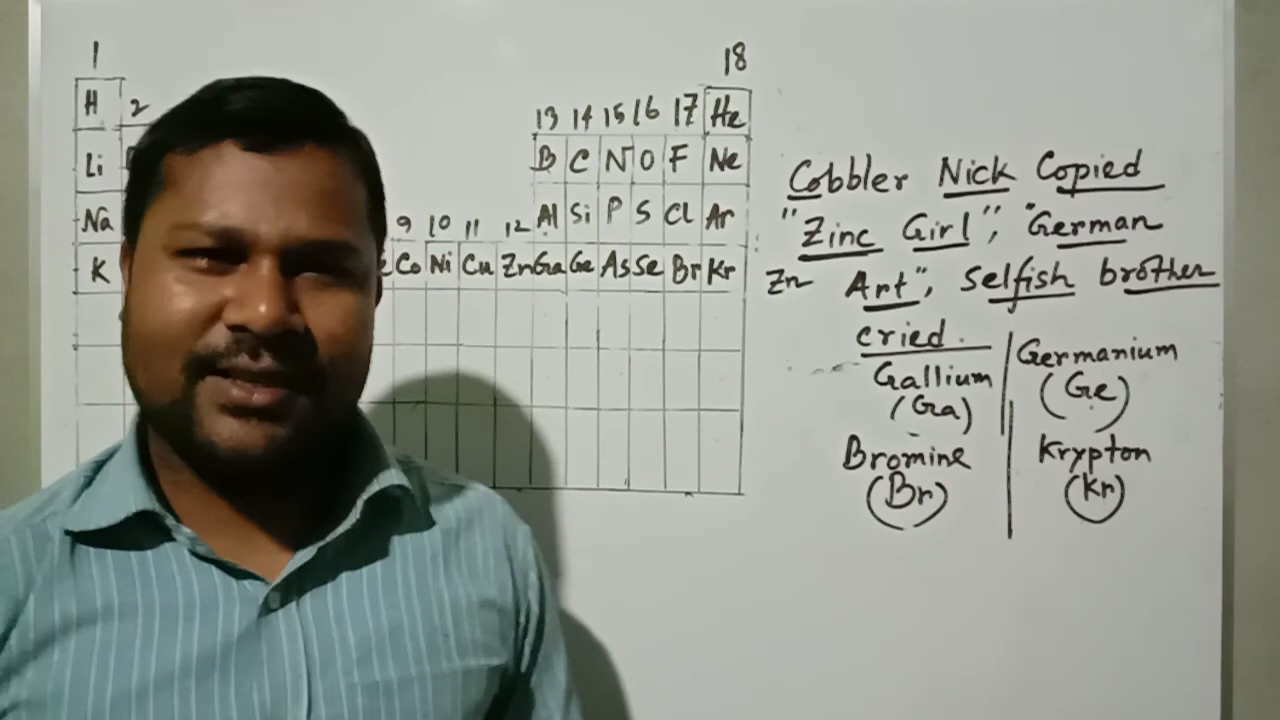 1 18
H 2 13 14 15 16 17 He
Li B C N O F Ne
Na 9 10 11 12 Al Si P S Cl Ar
K Co Ni Cu Zn Ga Ge As Se Br Kr
Cobbler Nick Copied
"Zinc Girl", "German
Zn Art", Selfish brother
cried.
Gallium
(Ga)
Germanium
(Ge)
Bromine
(Br)
Krypton
(Kr)